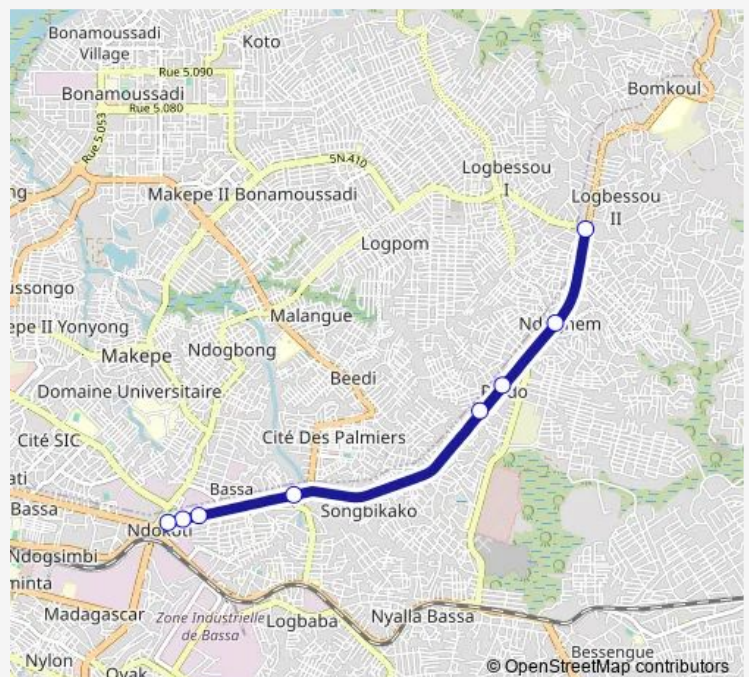 Bonamoussadi
Village
Koto
Rue 5.090
Bonamoussadi
Rue 5.080
Bomkoul
Rue 5.053
5N.410
Logbessou
I
ng
Makepe II Bonamoussadi
Logbessou
II
Logpom
ussongo
Malangue
epe II Yonyong
Makepe
Ndogbong
Beedi
Domaine Universitaire
Cité SIC
Cité Des Palmiers
ati
Bassa
Bassa
Songbikako
Ndokoti
Ndogsimbi
minta
Madagascar
Zone Industrielle
de Bassa
Logbaba
Nyalla Bassa
Bessengue
Nylon
Oyak
© OpenStreetMap contributors